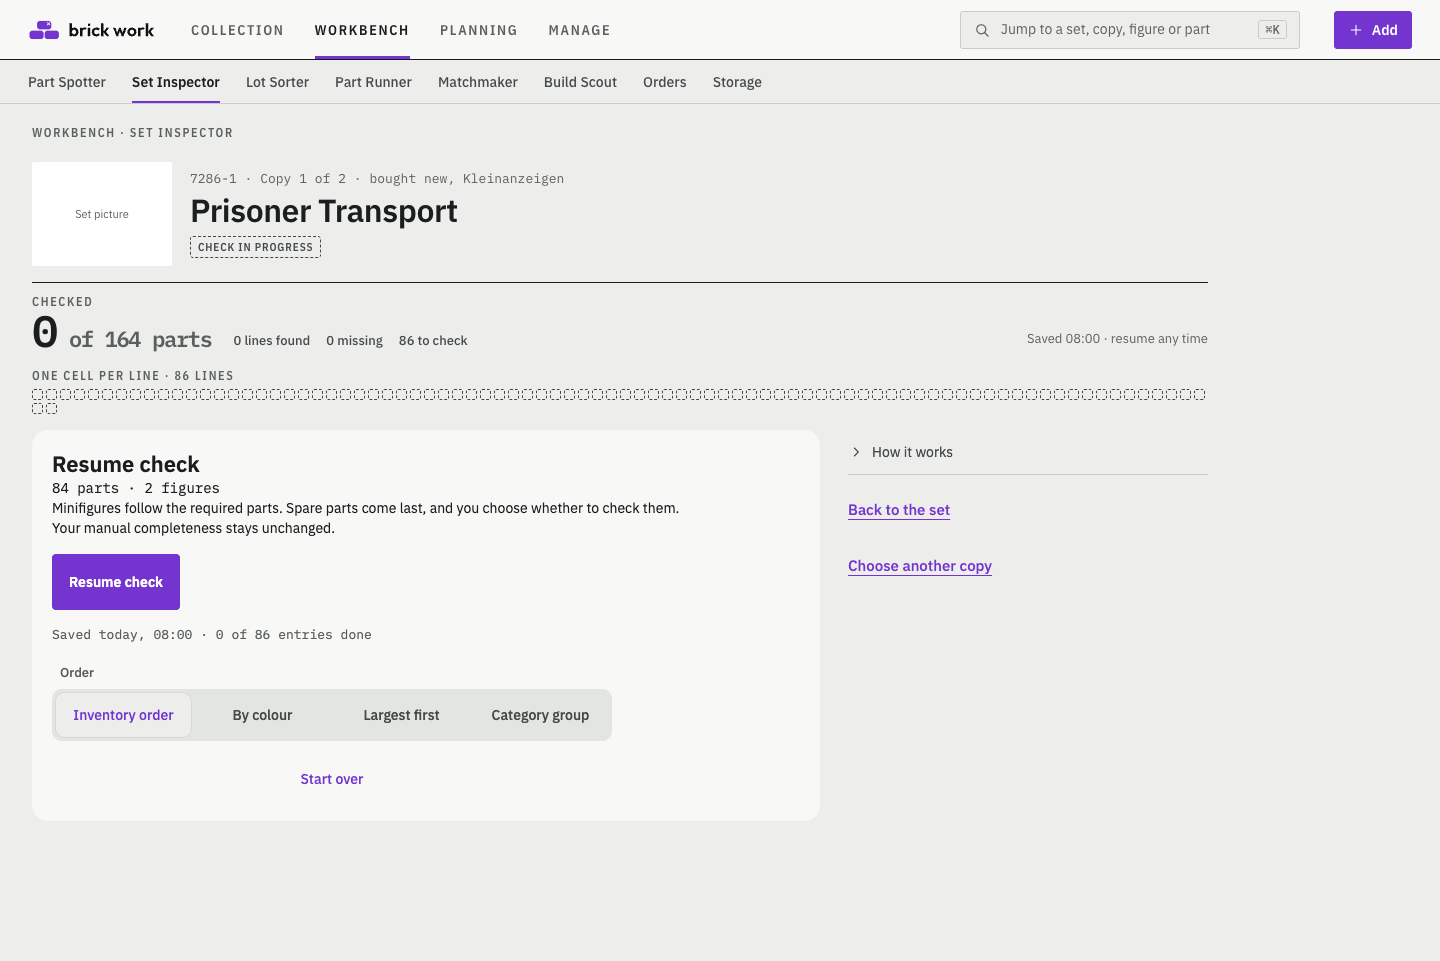 brick work
COLLECTION
WORKBENCH
PLANNING
MANAGE
Jump to a set, copy, figure or part
⌘K
+ Add
Part Spotter
Set Inspector
Lot Sorter
Part Runner
Matchmaker
Build Scout
Orders
Storage
WORKBENCH · SET INSPECTOR
Set picture
7286-1 · Copy 1 of 2 · bought new, Kleinanzeigen
Prisoner Transport
CHECK IN PROGRESS
CHECKED
0 of 164 parts
0 lines found
0 missing
86 to check
Saved 08:00 · resume any time
ONE CELL PER LINE · 86 LINES
Resume check
84 parts · 2 figures
Minifigures follow the required parts. Spare parts come last, and you choose whether to check them.
Your manual completeness stays unchanged.
Resume check
Saved today, 08:00 · 0 of 86 entries done
Order
Inventory order
By colour
Largest first
Category group
Start over
How it works
Back to the set
Choose another copy